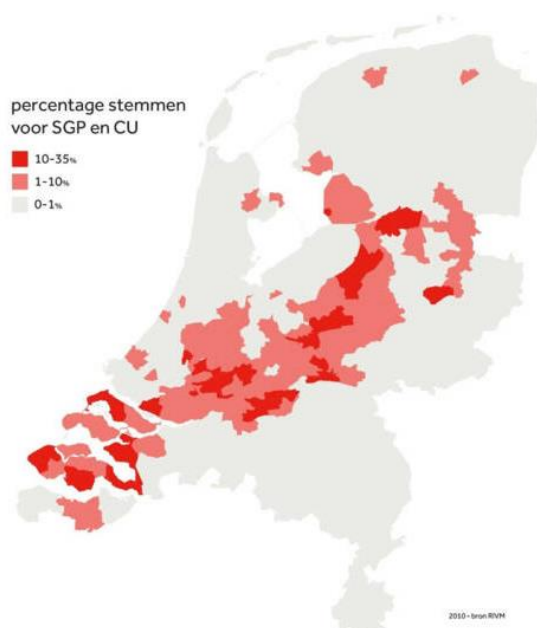 percentage stemmen
voor SGP en CU
10-35%
1-10%
0-1%
2010 - bron RIVM